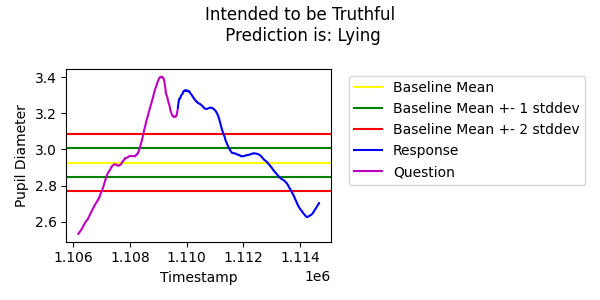 Intended to be Truthful
Prediction is: Lying
3.4
3.2
3.0
2.8
2.6
Pupil Diameter
1.106 1.108 1.110 1.112 1.114
1e6
Timestamp
Baseline Mean
Baseline Mean +- 1 stddev
Baseline Mean +- 2 stddev
Response
Question